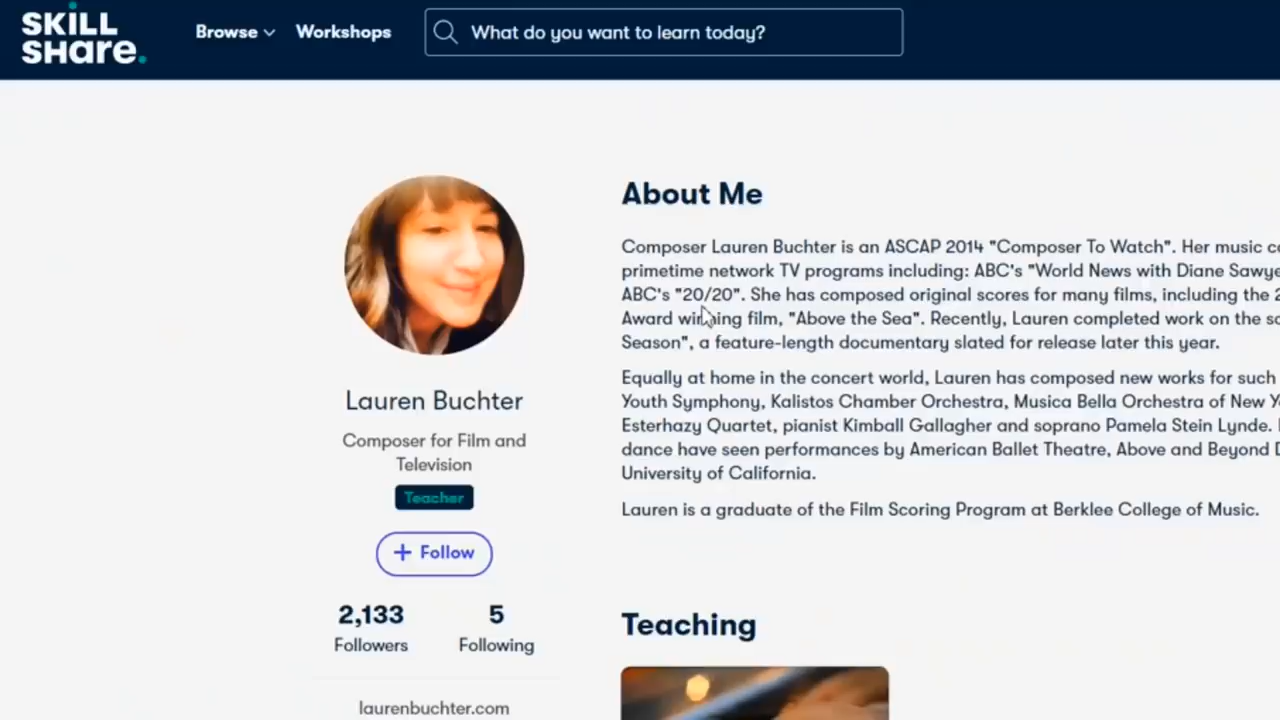 SKILL
SHare.
Browse
Workshops
What do you want to learn today?
About Me
Composer Lauren Buchter is an ASCAP 2014 "Composer To Watch". Her music c
primetime network TV programs including: ABC's "World News with Diane Sawye
ABC's "20/20". She has composed original scores for many films, including the 2
Award winning film, "Above the Sea". Recently, Lauren completed work on the sc
Season", a feature-length documentary slated for release later this year.
Equally at home in the concert world, Lauren has composed new works for such
Youth Symphony, Kalistos Chamber Orchestra, Musica Bella Orchestra of New Y
Esterhazy Quartet, pianist Kimball Gallagher and soprano Pamela Stein Lynde.
dance have seen performances by American Ballet Theatre, Above and Beyond D
University of California.
Lauren is a graduate of the Film Scoring Program at Berklee College of Music.
Lauren Buchter
Composer for Film and
Television
Teacher
+ Follow
2,133 5
Followers Following
laurenbuchter.com
Teaching